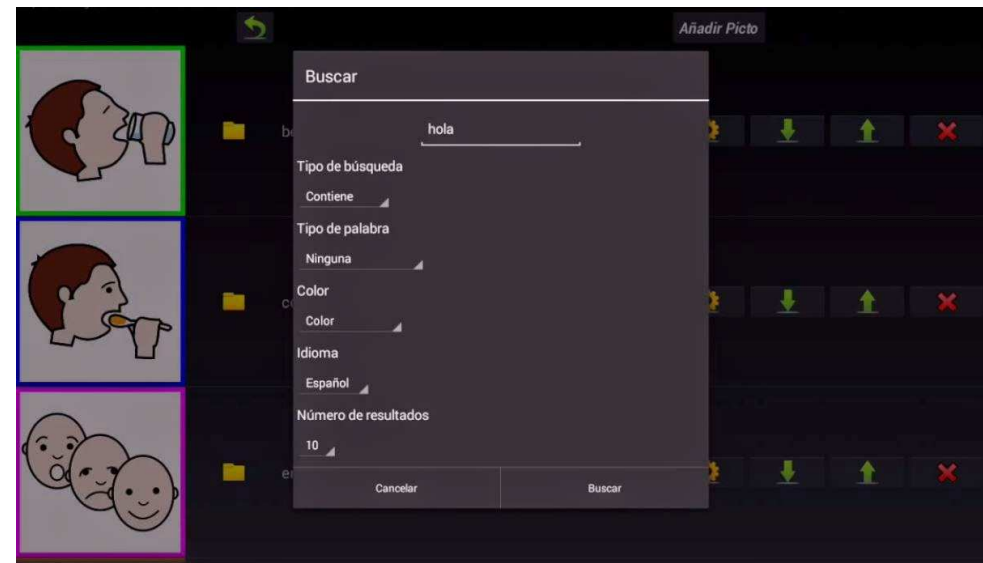 Añadir Picto
Buscar
hola
Tipo de búsqueda
Contiene
Tipo de palabra
Ninguna
Color
Color
Idioma
Español
Número de resultados
10
Cancelar
Buscar